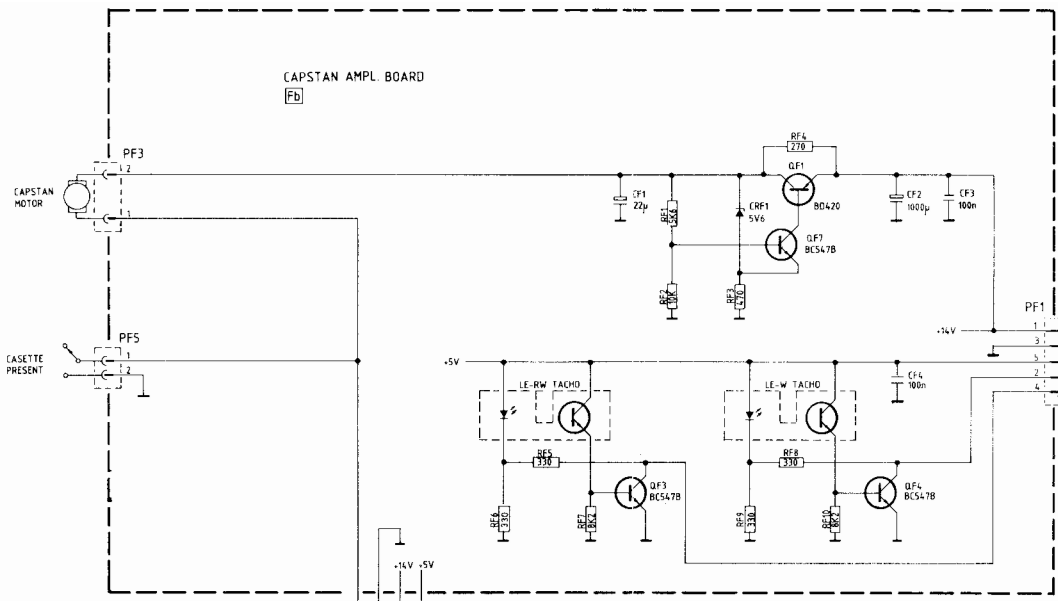 CAPSTAN AMPL. BOARD
Fb
PF3
2
CAPSTAN
MOTOR
1
RF4
270
QF1
BD420
CF1
22µ
RF1
5K6
CRF1
5V6
QF7
BC547B
CF2
1000µ
CF3
100n
RF2
10K
RF3
470
PF5
1
2
CASETTE
PRESENT
+14V
PF1
1
3
5
2
4
+5V
CF4
100n
LE-RW TACHO
LE-W TACHO
RF5
330
RF8
330
QF3
BC547B
QF4
BC547B
RF6
330
RF7
8K2
RF9
330
RF10
8K2
+14V +5V